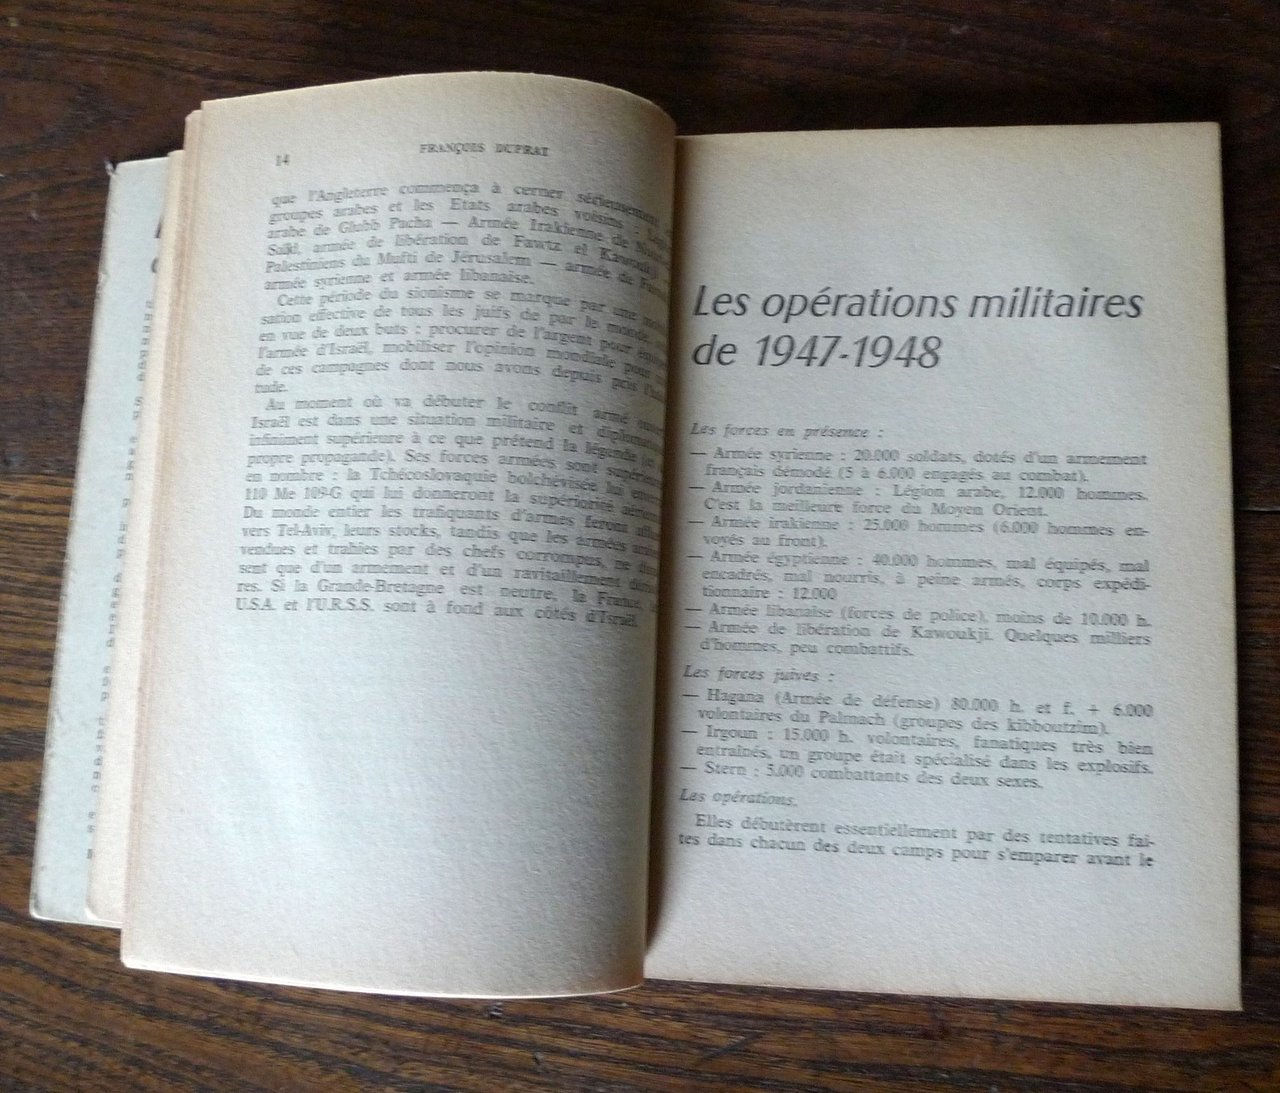 14
FRANÇOIS DUPRAT
que l'Angleterre commença à cerner sérieusement
groupes arabes et les Etats arabes voisins :
arabe de Glubb Pacha — Armée Irakienne de
armée de libération de Fawtz el Kawoukji
Palestiniens du Mufti de Jérusalem — armée de
armée syrienne et armée libanaise.
Cette période du sionisme se marque par une
sation effective de tous les juifs de par le monde
en vue de deux buts : procurer de l'argent pour
l'armée d'Israël, mobiliser l'opinion mondiale pour
de ces campagnes dont nous avons depuis pris
tude.
Au moment où va débuter le conflit armé
Israël est dans une situation militaire et
infiniment supérieure à ce que prétend la légende
propre propagande). Ses forces armées sont
en nombre : la Tchécoslovaquie bolchévisée lui
110 Me 109-G qui lui donneront la supériorité
Du monde entier les trafiquants d'armes feront
vers Tel-Aviv, leurs stocks, tandis que les armées
vendues et trahies par des chefs corrompus, ne
sent que d'un armement et d'un ravitaillement
res. Si la Grande-Bretagne est neutre, la France,
U.S.A. et l'U.R.S.S. sont à fond aux côtés d'Israël.
Les opérations militaires
de 1947-1948
Les forces en présence :
— Armée syrienne : 20.000 soldats, dotés d'un armement
français démodé (5 à 6.000 engagés au combat).
— Armée jordanienne : Légion arabe, 12.000 hommes.
C'est la meilleure force du Moyen Orient.
— Armée irakienne : 25.000 hommes (6.000 hommes en-
voyés au front).
— Armée égyptienne : 40.000 hommes, mal équipés, mal
encadrés, mal nourris, à peine armés, corps expédi-
tionnaire : 12.000
— Armée libanaise (forces de police), moins de 10.000 h.
— Armée de libération de Kawoukji. Quelques milliers
d'hommes, peu combattifs.
Les forces juives :
— Hagana (Armée de défense) 80.000 h. et f. + 6.000
volontaires du Palmach (groupes des kibboutzim).
— Irgoun : 15.000 h. volontaires, fanatiques très bien
entraînés, un groupe était spécialisé dans les explosifs.
— Stern : 5.000 combattants des deux sexes.
Les opérations.
Elles débutèrent essentiellement par des tentatives fai-
tes dans chacun des deux camps pour s'emparer avant le